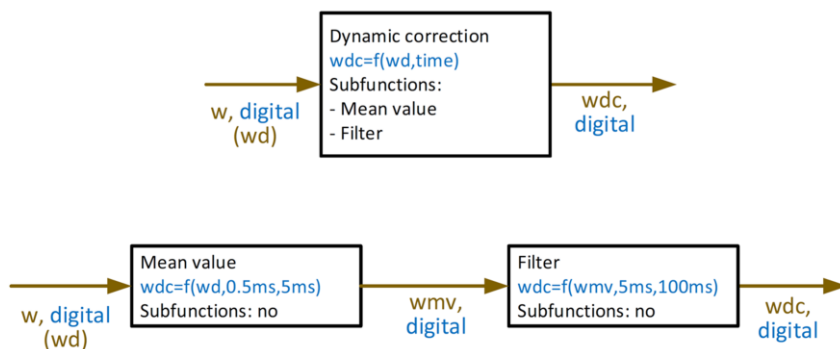 Dynamic correction
wdc=f(wd,time)
Subfunctions:
- Mean value
- Filter
w, digital
(wd)
wdc,
digital
Mean value
wdc=f(wd,0.5ms,5ms)
Subfunctions: no
Filter
wdc=f(wmv,5ms,100ms)
Subfunctions: no
w, digital
(wd)
wmv,
digital
wdc,
digital